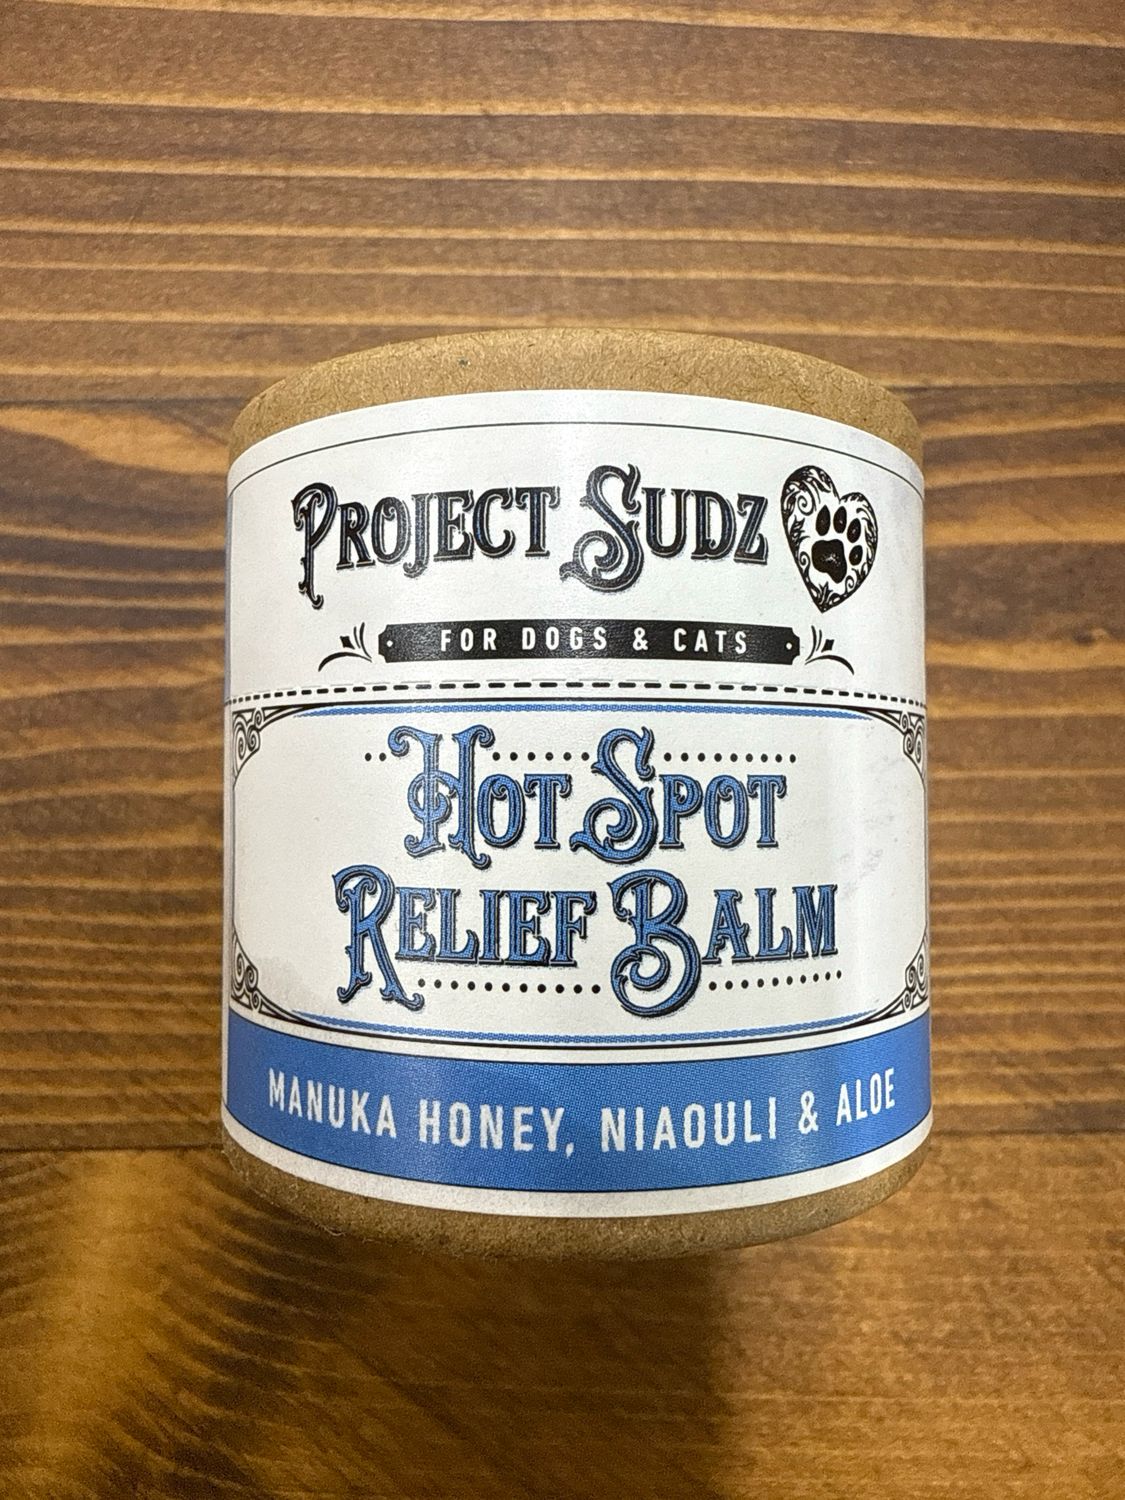 PROJECT SUDZ
FOR DOGS & CATS
HOT SPOT
RELIEF BALM
MANUKA HONEY, NIAOULI & ALOE